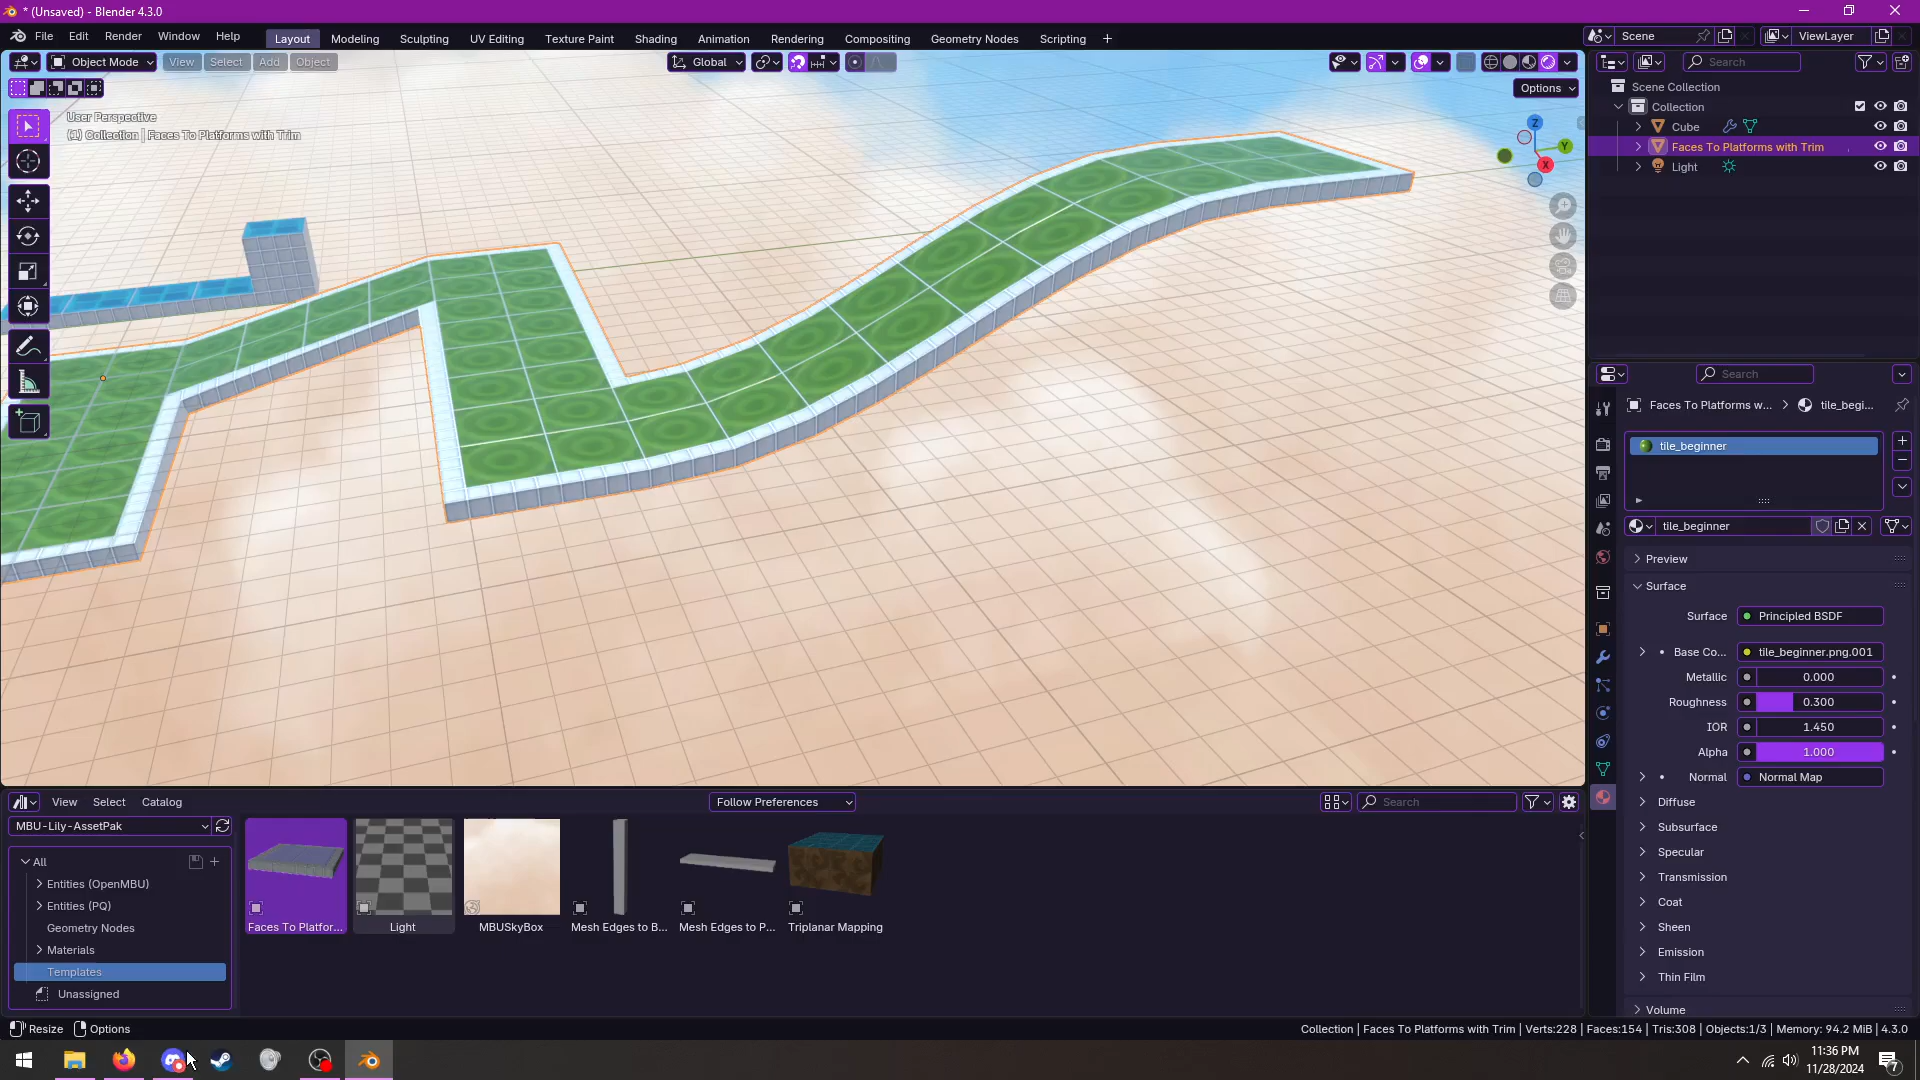 * (Unsaved) - Blender 4.3.0
File Edit Render Window Help Layout Modeling Sculpting UV Editing Texture Paint Shading Animation Rendering Compositing Geometry Nodes Scripting + Scene ViewLayer
Object Mode View Select Add Object Global Search
Options
User Perspective
(1) Collection | Faces To Platforms with Trim
Z
Y
X
Scene Collection
Collection
Cube
Faces To Platforms with Trim
Light
Search
Faces To Platforms w... > tile_begi...
tile_beginner
tile_beginner
Preview
Surface
Surface Principled BSDF
Base Co... tile_beginner.png.001
Metallic 0.000
Roughness 0.300
IOR 1.450
Alpha 1.000
Normal Normal Map
Diffuse
Subsurface
Specular
Transmission
Coat
Sheen
Emission
Thin Film
Volume
View Select Catalog Follow Preferences Search
MBU-Lily-AssetPak
All
Entities (OpenMBU)
Entities (PQ)
Geometry Nodes
Materials
Templates
Unassigned
Faces To Platfor... Light MBUSkyBox Mesh Edges to B... Mesh Edges to P... Triplanar Mapping
Resize Options Collection | Faces To Platforms with Trim | Verts:228 | Faces:154 | Tris:308 | Objects:1/3 | Memory: 94.2 MiB | 4.3.0
11:36 PM
11/28/2024
7